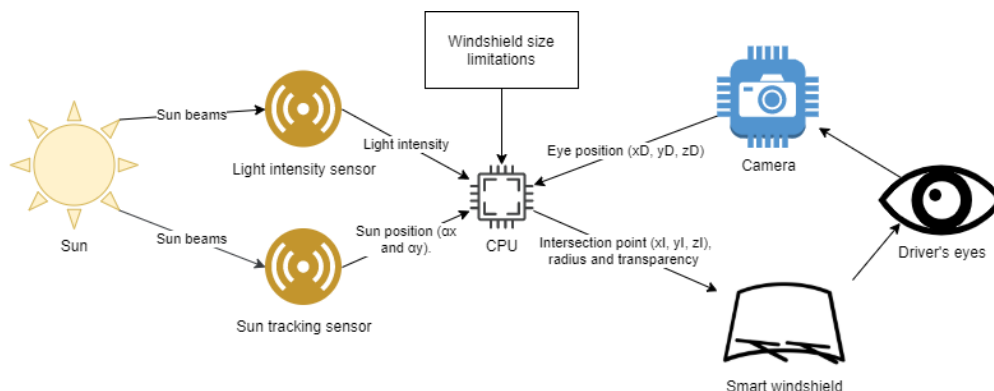 Windshield size
limitations
Sun beams
Light intensity
Light intensity sensor
Eye position (xD, yD, zD)
Camera
Sun
Sun beams
Sun position (αx
and αy).
CPU
Intersection point (xI, yI, zI),
radius and transparency
Driver's eyes
Sun tracking sensor
Smart windshield